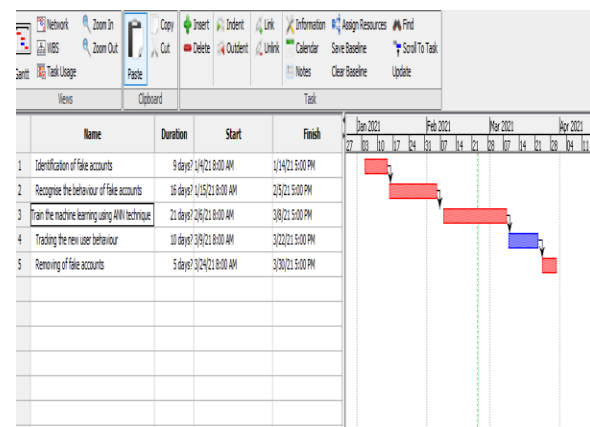 Network Zoom In Copy Insert Indent Link Information Assign Resources Find
WBS Zoom Out Cut Delete Outdent Unlink Calendar Save Baseline Scroll To Task
Gantt Task Usage Paste Notes Clear Baseline Update
Views Clipboard Task
Name Duration Start Finish
Jan 2021 Feb 2021 Mar 2021 Apr 2021
27 03 10 17 24 31 07 14 21 28 07 14 21 28 04 11
1 Identification of fake accounts 9 days? 1/4/21 8:00 AM 1/14/21 5:00 PM
2 Recognise the behaviour of fake accounts 16 days? 1/15/21 8:00 AM 2/5/21 5:00 PM
3 Train the machine learning using ANN technique 21 days? 2/6/21 8:00 AM 3/8/21 5:00 PM
4 Tracking the new user behaviour 10 days? 3/9/21 8:00 AM 3/22/21 5:00 PM
5 Removing of fake accounts 5 days? 3/24/21 8:00 AM 3/30/21 5:00 PM